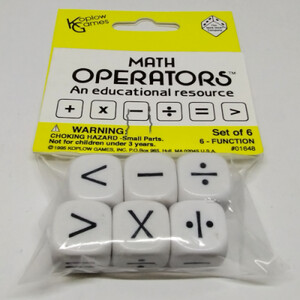 Koplow
Games
MATH
OPERATORS™
An educational resource
+ × − ÷ = >
WARNING:
CHOKING HAZARD-Small Parts.
Not for children under 3 years.
Set of 6
6 - FUNCTION
#01648
< − ÷
> X ÷